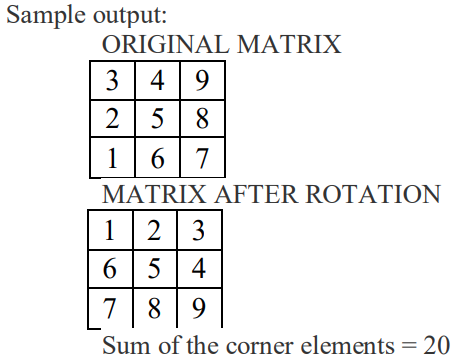 Sample output:
ORIGINAL MATRIX
3 4 9
2 5 8
1 6 7
MATRIX AFTER ROTATION
1 2 3
6 5 4
7 8 9
Sum of the corner elements = 20